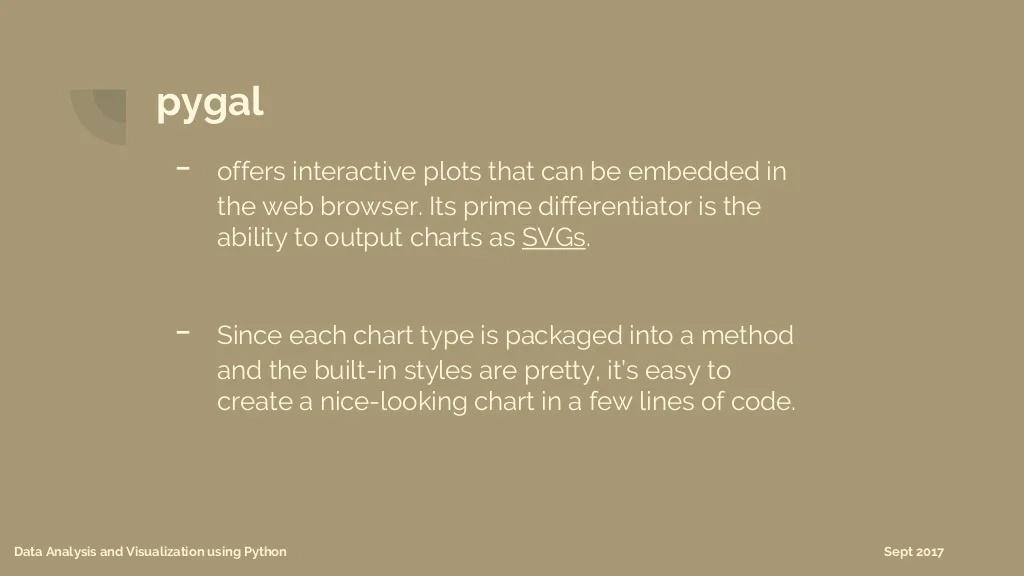 pygal
- offers interactive plots that can be embedded in
the web browser. Its prime differentiator is the
ability to output charts as SVGs.
- Since each chart type is packaged into a method
and the built-in styles are pretty, it’s easy to
create a nice-looking chart in a few lines of code.
Data Analysis and Visualization using Python
Sept 2017